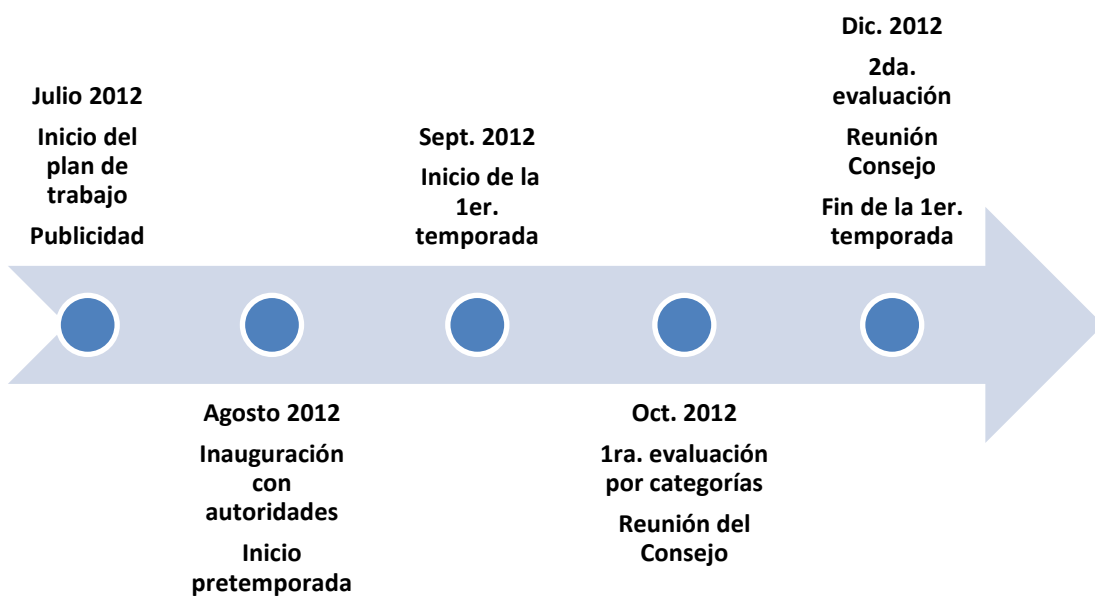 Julio 2012
Inicio del
plan de
trabajo
Publicidad
Agosto 2012
Inauguración
con
autoridades
Inicio
pretemporada
Sept. 2012
Inicio de la
1er.
temporada
Oct. 2012
1ra. evaluación
por categorías
Reunión del
Consejo
Dic. 2012
2da.
evaluación
Reunión
Consejo
Fin de la 1er.
temporada